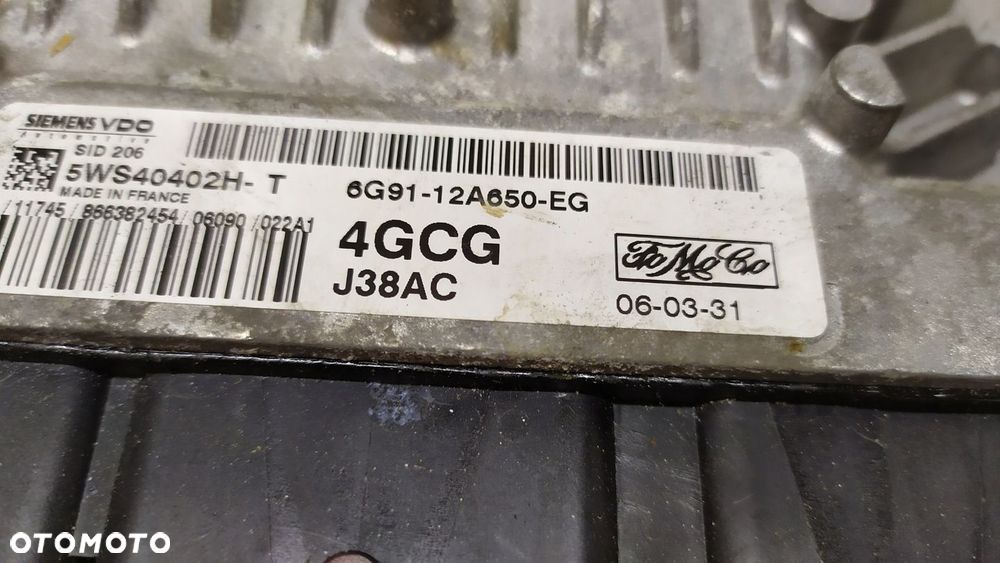 SIEMENS VDO
Automotive
SID 206
5WS40402H- T
MADE IN FRANCE
/11745 / 866382454 / 06090 / 022A1
6G91-12A650-EG
4GCG
J38AC
FoMoCo
06-03-31
OTOMOTO